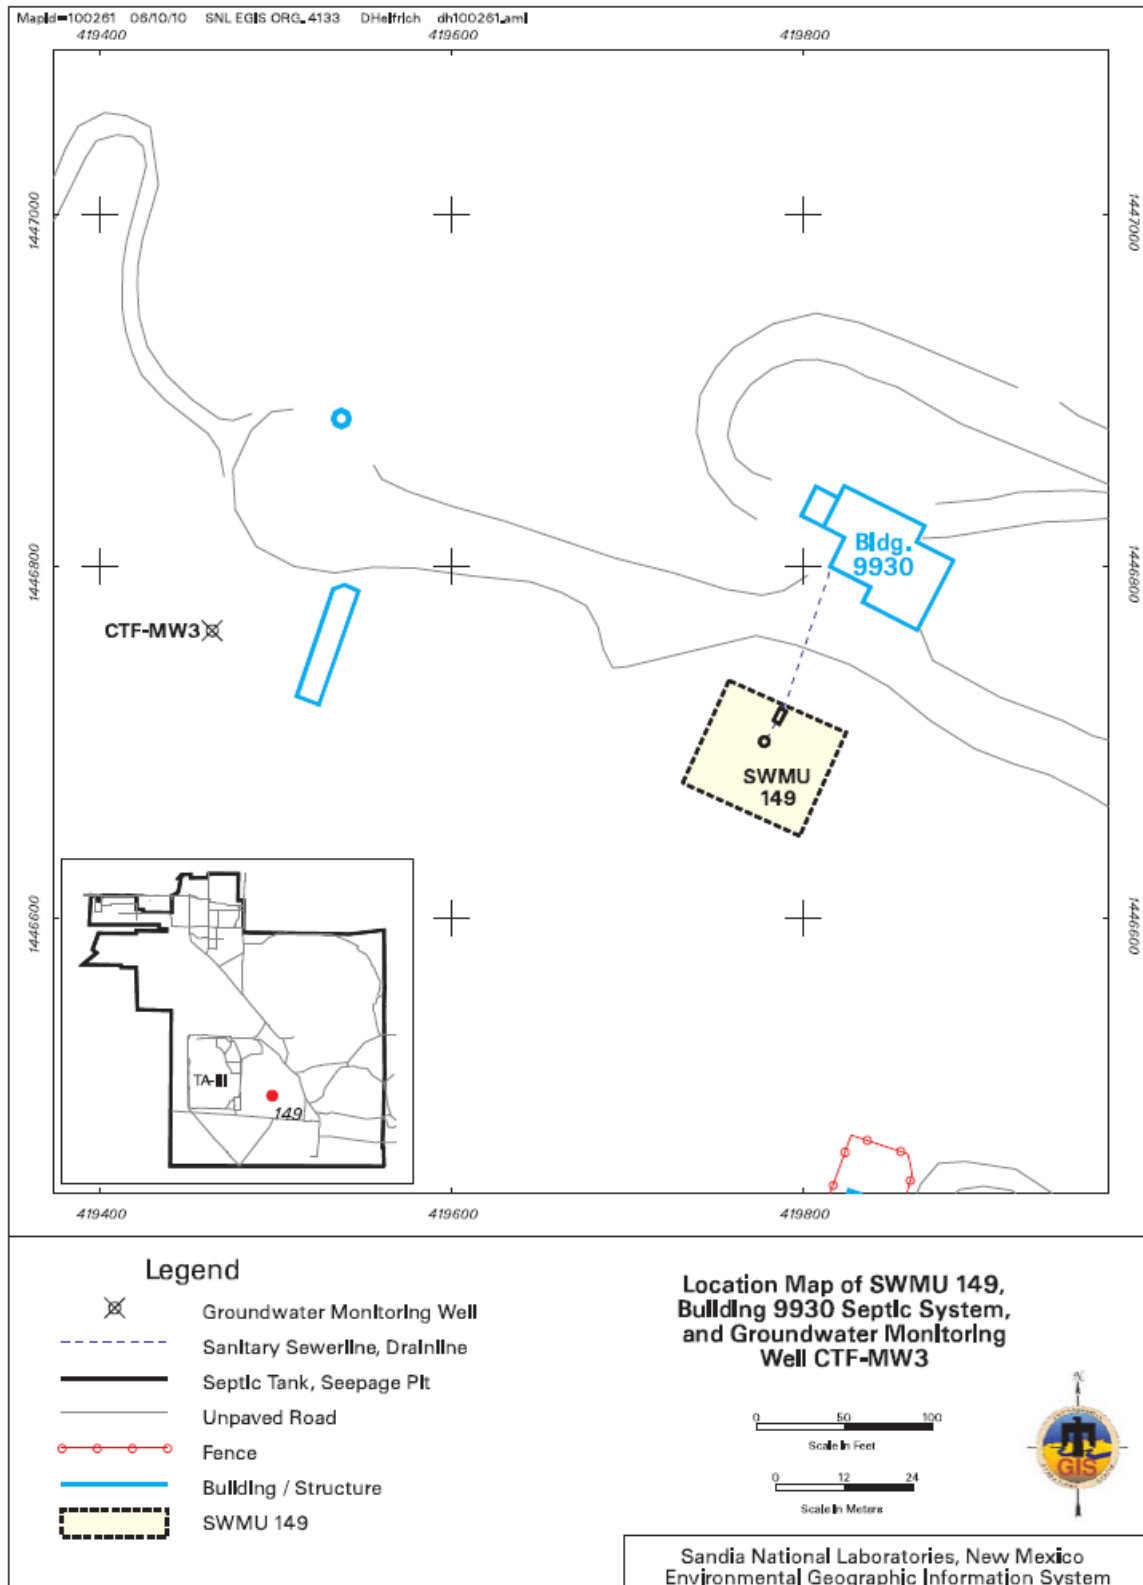 MapId=100261 06/10/10 SNL EGIS ORG. 4133 DHelfrich dh100261.aml
419400 419600 419800
1447000 1447000
Bldg.
9930
1446800 1446800
CTF-MW3
SWMU
149
1446600 1446600
TA-III
149
419400 419600 419800
Legend
Groundwater Monitoring Well
Sanitary Sewerline, Drainline
Septic Tank, Seepage Pit
Unpaved Road
Fence
Building / Structure
SWMU 149
Location Map of SWMU 149,
Building 9930 Septic System,
and Groundwater Monitoring
Well CTF-MW3
0 50 100
Scale in Feet
0 12 24
Scale in Meters
N
GIS
Sandia National Laboratories, New Mexico
Environmental Geographic Information System